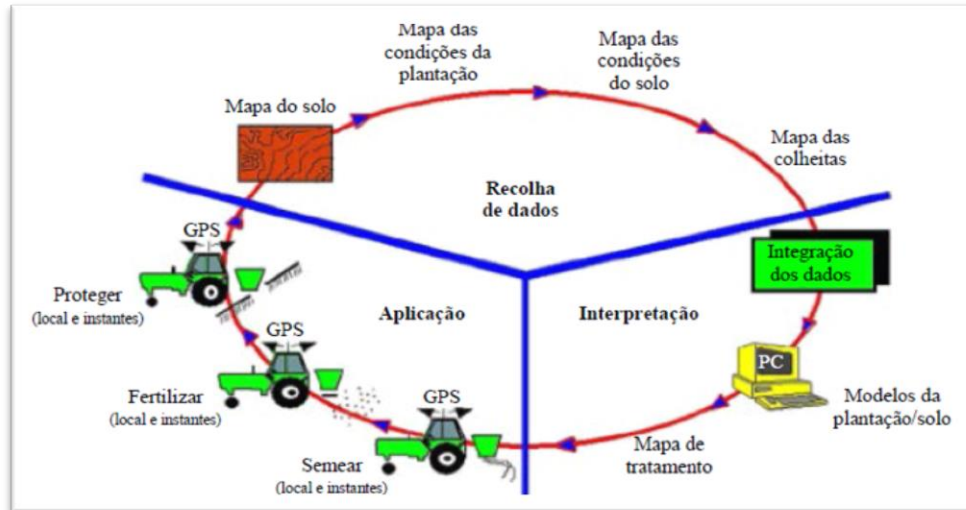 Mapa das
condições da
plantação
Mapa das
condições
do solo
Mapa do solo
Mapa das
colheitas
Recolha
de dados
GPS
Integração
dos dados
Proteger
(local e instantes)
Aplicação
Interpretação
GPS
PC
Fertilizar
(local e instantes)
GPS
Modelos da
plantação/solo
Mapa de
tratamento
Semear
(local e instantes)